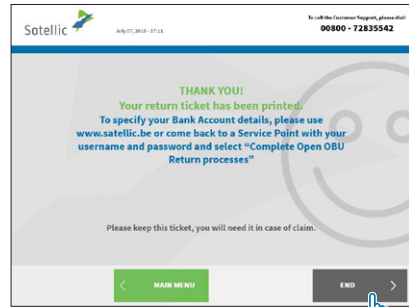 Satellic
July 07, 2016 - 17:11
To call the Customer Support, please dial:
00800 - 72835542
THANK YOU!
Your return ticket has been printed.
To specify your Bank Account details, please use
www.satellic.be or come back to a Service Point with your
username and password and select “Complete Open OBU
Return processes”
Please keep this ticket, you will need it in case of claim.
MAIN MENU
END